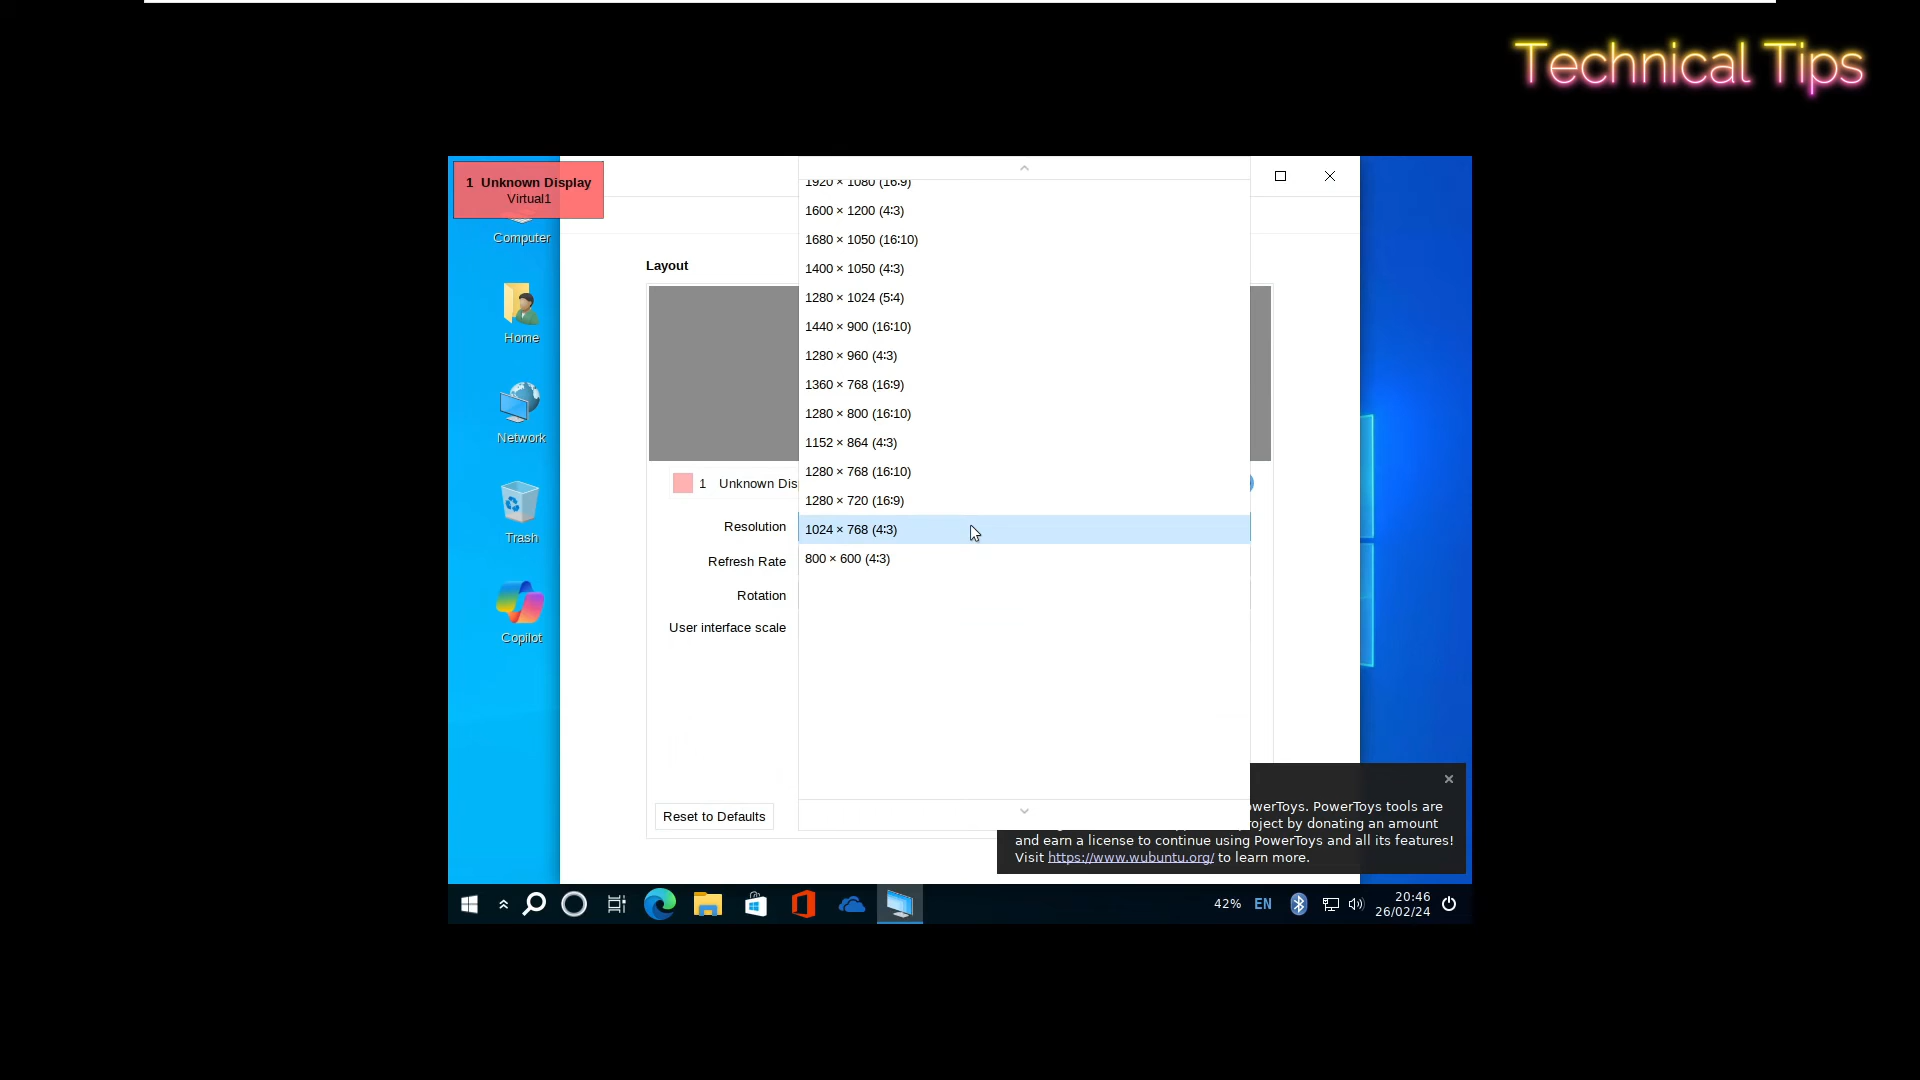 Technical Tips
1 Unknown Display
Virtual1
Computer
Home
Network
Trash
Copilot
Layout
1920 × 1080 (16:9)
1600 × 1200 (4:3)
1680 × 1050 (16:10)
1400 × 1050 (4:3)
1280 × 1024 (5:4)
1440 × 900 (16:10)
1280 × 960 (4:3)
1360 × 768 (16:9)
1280 × 800 (16:10)
1152 × 864 (4:3)
1280 × 768 (16:10)
1280 × 720 (16:9)
1024 × 768 (4:3)
800 × 600 (4:3)
1 Unknown Dis
Resolution
Refresh Rate
Rotation
User interface scale
Reset to Defaults
owerToys. PowerToys tools are
roject by donating an amount
and earn a license to continue using PowerToys and all its features!
Visit https://www.wubuntu.org/ to learn more.
42% EN
20:46
26/02/24